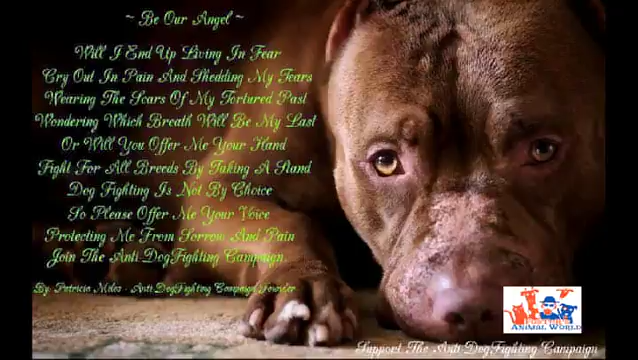 ~ Be Our Angel ~
Will I End Up Living In Fear
Cry Out In Pain And Shedding My Tears
Wearing The Scars Of My Tortured Past
Wondering Which Breath Will Be My Last
Or Will You Offer Me Your Hand
Fight For All Breeds By Taking A Stand
Dog Fighting Is Not By Choice
So Please Offer Me Your Voice
Protecting Me From Sorrow And Pain
Join The Anti-DogFighting Campaign
By: Patricia Miles - Anti-DogFighting Campaign Founder
Animal World
Support The Anti-DogFighting Campaign